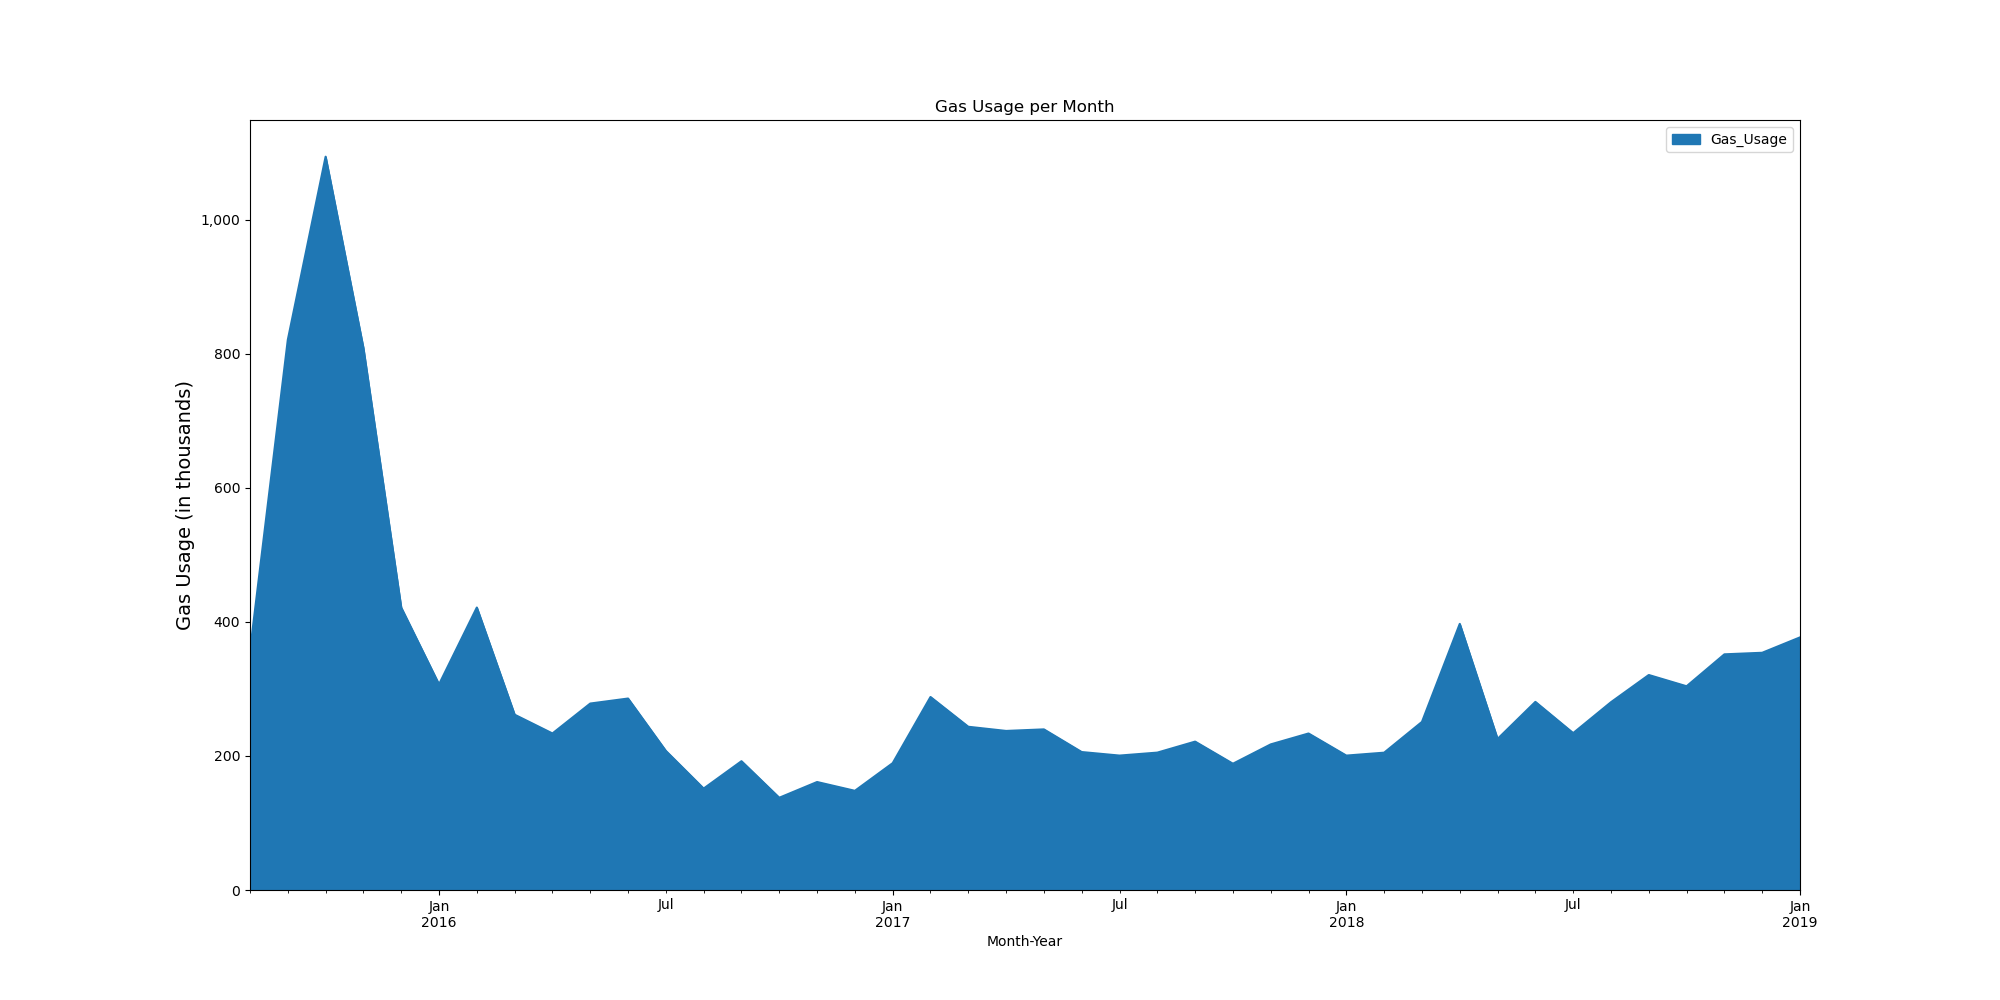 Gas Usage per Month
Gas_Usage
Gas Usage (in thousands)
1,000
800
600
400
200
0
Jan
2016
Jul
Jan
2017
Jul
Jan
2018
Jul
Jan
2019
Month-Year